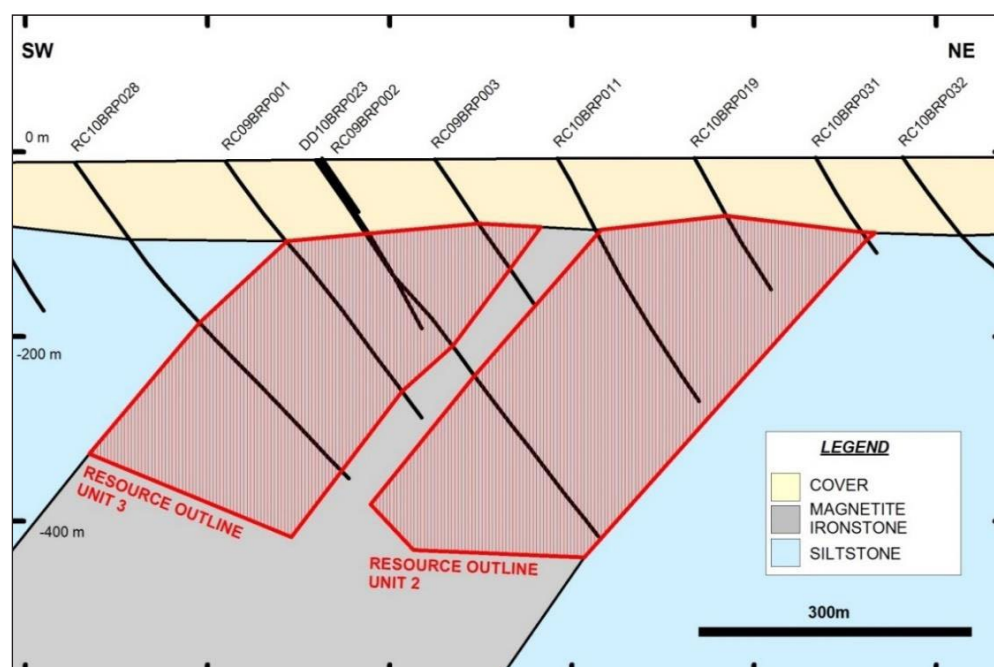 SW
NE
RC10BRP028
RC09BRP001
DD10BRP023
RC09BRP002
RC09BRP003
RC10BRP011
RC10BRP019
RC10BRP031
RC10BRP032
0 m
-200 m
-400 m
RESOURCE OUTLINE
UNIT 3
RESOURCE OUTLINE
UNIT 2
LEGEND
COVER
MAGNETITE
IRONSTONE
SILTSTONE
300m